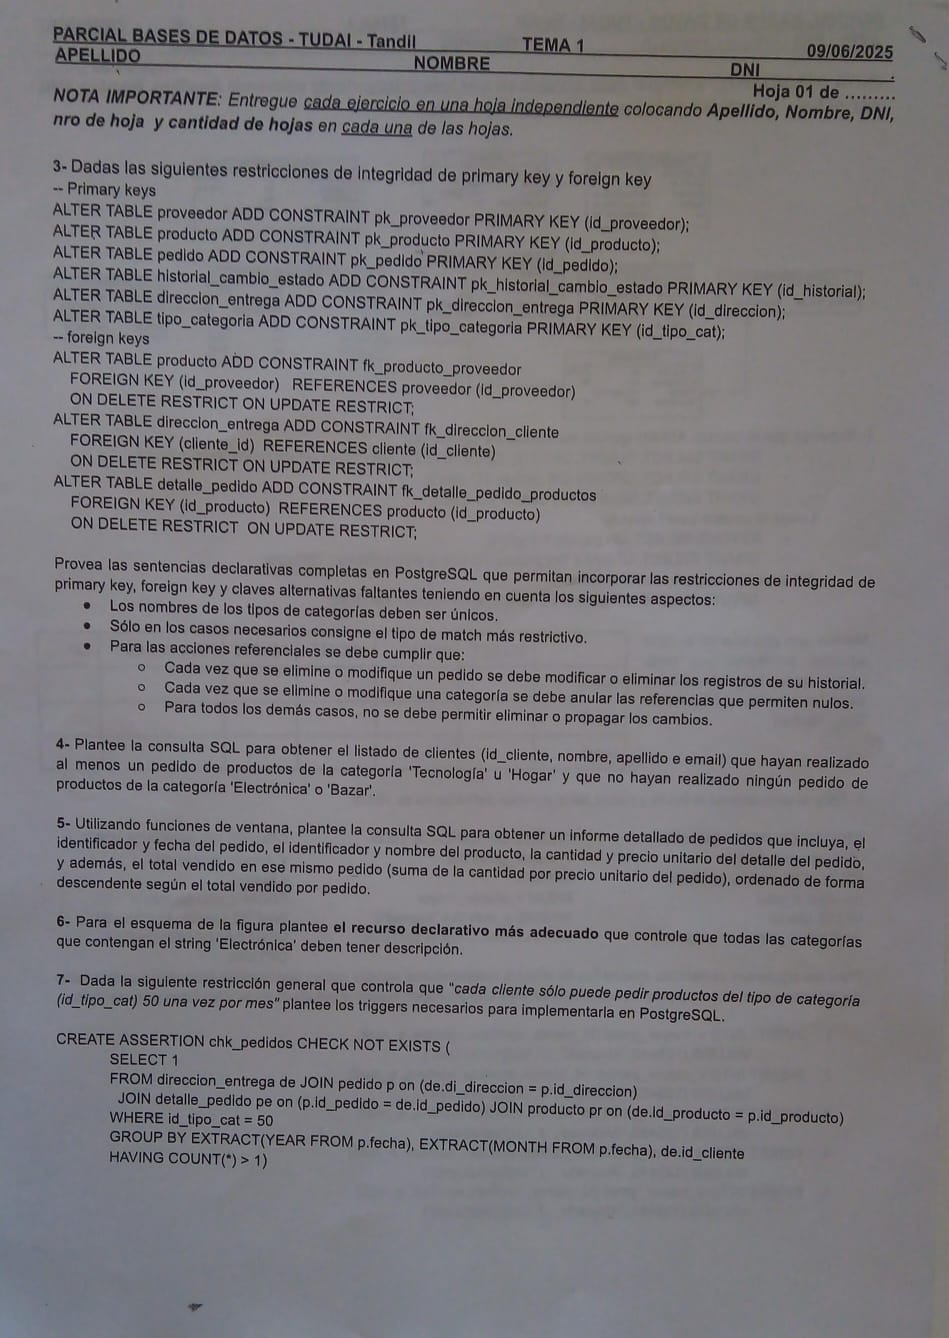 PARCIAL BASES DE DATOS - TUDAI - Tandil TEMA 1 09/06/2025
APELLIDO NOMBRE DNI .
Hoja 01 de .........
NOTA IMPORTANTE: Entregue cada ejercicio en una hoja independiente colocando Apellido, Nombre, DNI,
nro de hoja y cantidad de hojas en cada una de las hojas.
3- Dadas las siguientes restricciones de integridad de primary key y foreign key
-- Primary keys
ALTER TABLE proveedor ADD CONSTRAINT pk_proveedor PRIMARY KEY (id_proveedor);
ALTER TABLE producto ADD CONSTRAINT pk_producto PRIMARY KEY (id_producto);
ALTER TABLE pedido ADD CONSTRAINT pk_pedido PRIMARY KEY (id_pedido);
ALTER TABLE historial_cambio_estado ADD CONSTRAINT pk_historial_cambio_estado PRIMARY KEY (id_historial);
ALTER TABLE direccion_entrega ADD CONSTRAINT pk_direccion_entrega PRIMARY KEY (id_direccion);
ALTER TABLE tipo_categoria ADD CONSTRAINT pk_tipo_categoria PRIMARY KEY (id_tipo_cat);
-- foreign keys
ALTER TABLE producto ADD CONSTRAINT fk_producto_proveedor
FOREIGN KEY (id_proveedor) REFERENCES proveedor (id_proveedor)
ON DELETE RESTRICT ON UPDATE RESTRICT;
ALTER TABLE direccion_entrega ADD CONSTRAINT fk_direccion_cliente
FOREIGN KEY (cliente_id) REFERENCES cliente (id_cliente)
ON DELETE RESTRICT ON UPDATE RESTRICT;
ALTER TABLE detalle_pedido ADD CONSTRAINT fk_detalle_pedido_productos
FOREIGN KEY (id_producto) REFERENCES producto (id_producto)
ON DELETE RESTRICT ON UPDATE RESTRICT;
Provea las sentencias declarativas completas en PostgreSQL que permitan incorporar las restricciones de integridad de
primary key, foreign key y claves alternativas faltantes teniendo en cuenta los siguientes aspectos:
● Los nombres de los tipos de categorías deben ser únicos.
● Sólo en los casos necesarios consigne el tipo de match más restrictivo.
● Para las acciones referenciales se debe cumplir que:
○ Cada vez que se elimine o modifique un pedido se debe modificar o eliminar los registros de su historial.
○ Cada vez que se elimine o modifique una categoría se debe anular las referencias que permiten nulos.
○ Para todos los demás casos, no se debe permitir eliminar o propagar los cambios.
4- Plantee la consulta SQL para obtener el listado de clientes (id_cliente, nombre, apellido e email) que hayan realizado
al menos un pedido de productos de la categoría 'Tecnología' u 'Hogar' y que no hayan realizado ningún pedido de
productos de la categoría 'Electrónica' o 'Bazar'.
5- Utilizando funciones de ventana, plantee la consulta SQL para obtener un informe detallado de pedidos que incluya, el
identificador y fecha del pedido, el identificador y nombre del producto, la cantidad y precio unitario del detalle del pedido,
y además, el total vendido en ese mismo pedido (suma de la cantidad por precio unitario del pedido), ordenado de forma
descendente según el total vendido por pedido.
6- Para el esquema de la figura plantee el recurso declarativo más adecuado que controle que todas las categorías
que contengan el string 'Electrónica' deben tener descripción.
7- Dada la siguiente restricción general que controla que "cada cliente sólo puede pedir productos del tipo de categoría
(id_tipo_cat) 50 una vez por mes" plantee los triggers necesarios para implementarla en PostgreSQL.
CREATE ASSERTION chk_pedidos CHECK NOT EXISTS (
SELECT 1
FROM direccion_entrega de JOIN pedido p on (de.di_direccion = p.id_direccion)
JOIN detalle_pedido pe on (p.id_pedido = de.id_pedido) JOIN producto pr on (de.id_producto = p.id_producto)
WHERE id_tipo_cat = 50
GROUP BY EXTRACT(YEAR FROM p.fecha), EXTRACT(MONTH FROM p.fecha), de.id_cliente
HAVING COUNT(*) > 1)